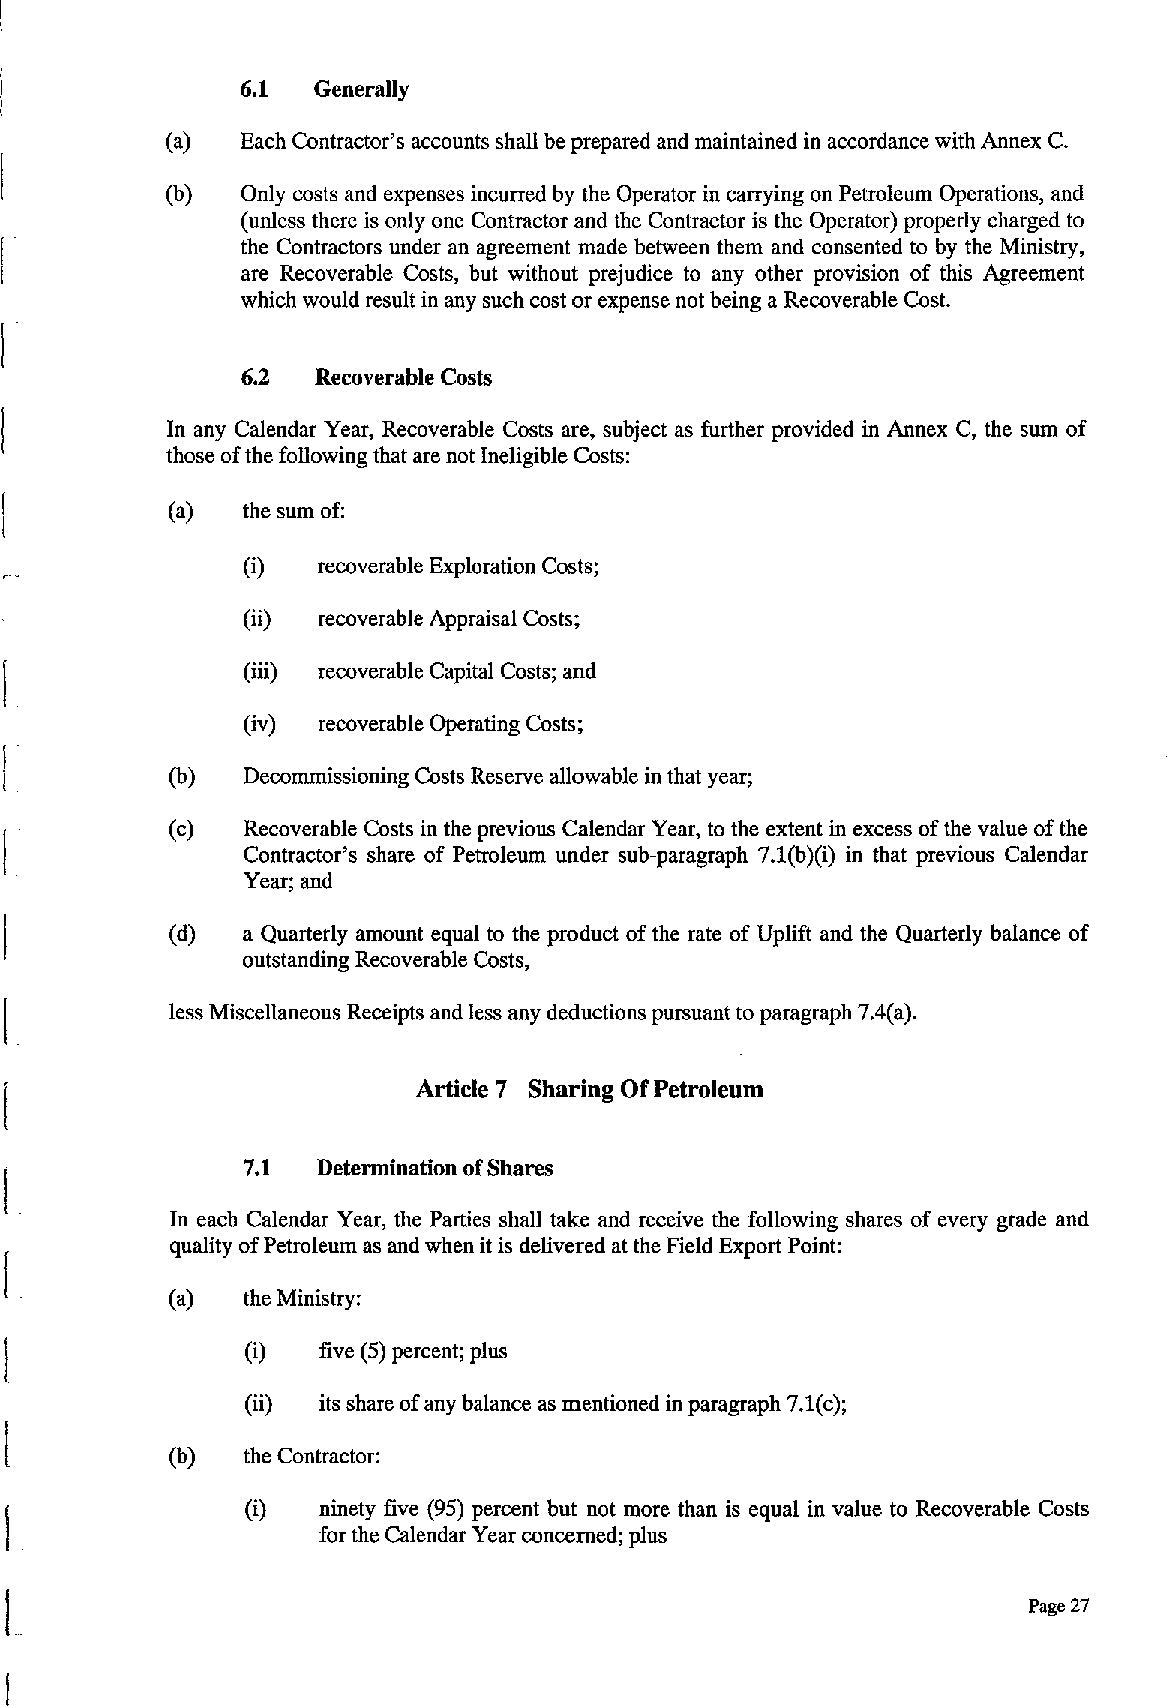 6.1 Generally
(a) Each Contractor's accounts shall be prepared and maintained in accordance with Annex C.
(b) Only costs and expenses incurred by the Operator in carrying on Petroleum Operations, and
(unless there is only one Contractor and the Contractor is the Operator) properly charged to
the Contractors under an agreement made between them and consented to by the Ministry,
are Recoverable Costs, but without prejudice to any other provision of this Agreement
which would result in any such cost or expense not being a Recoverable Cost.
6.2 Recoverable Costs
In any Calendar Year, Recoverable Costs are, subject as further provided in Annex C, the sum of
those of the following that are not Ineligible Costs:
(a) the sum of:
(i) recoverable Exploration Costs;
(ii) recoverable Appraisal Costs;
(iii) recoverable Capital Costs; and
(iv) recoverable Operating Costs;
(b) Decommissioning Costs Reserve allowable in that year;
(c) Recoverable Costs in the previous Calendar Year, to the extent in excess of the value of the
Contractor's share of Petroleum under sub-paragraph 7.1(b)(i) in that previous Calendar
Year; and
(d) a Quarterly amount equal to the product of the rate of Uplift and the Quarterly balance of
outstanding Recoverable Costs,
less Miscellaneous Receipts and less any deductions pursuant to paragraph 7.4(a).
Article 7 Sharing Of Petroleum
7.1 Determination of Shares
In each Calendar Year, the Parties shall take and receive the following shares of every grade and
quality of Petroleum as and when it is delivered at the Field Export Point:
(a) the Ministry:
(i) five (5) percent; plus
(ii) its share of any balance as mentioned in paragraph 7.1(c);
(b) the Contractor:
(i) ninety five (95) percent but not more than is equal in value to Recoverable Costs
for the Calendar Year concerned; plus
Page 27